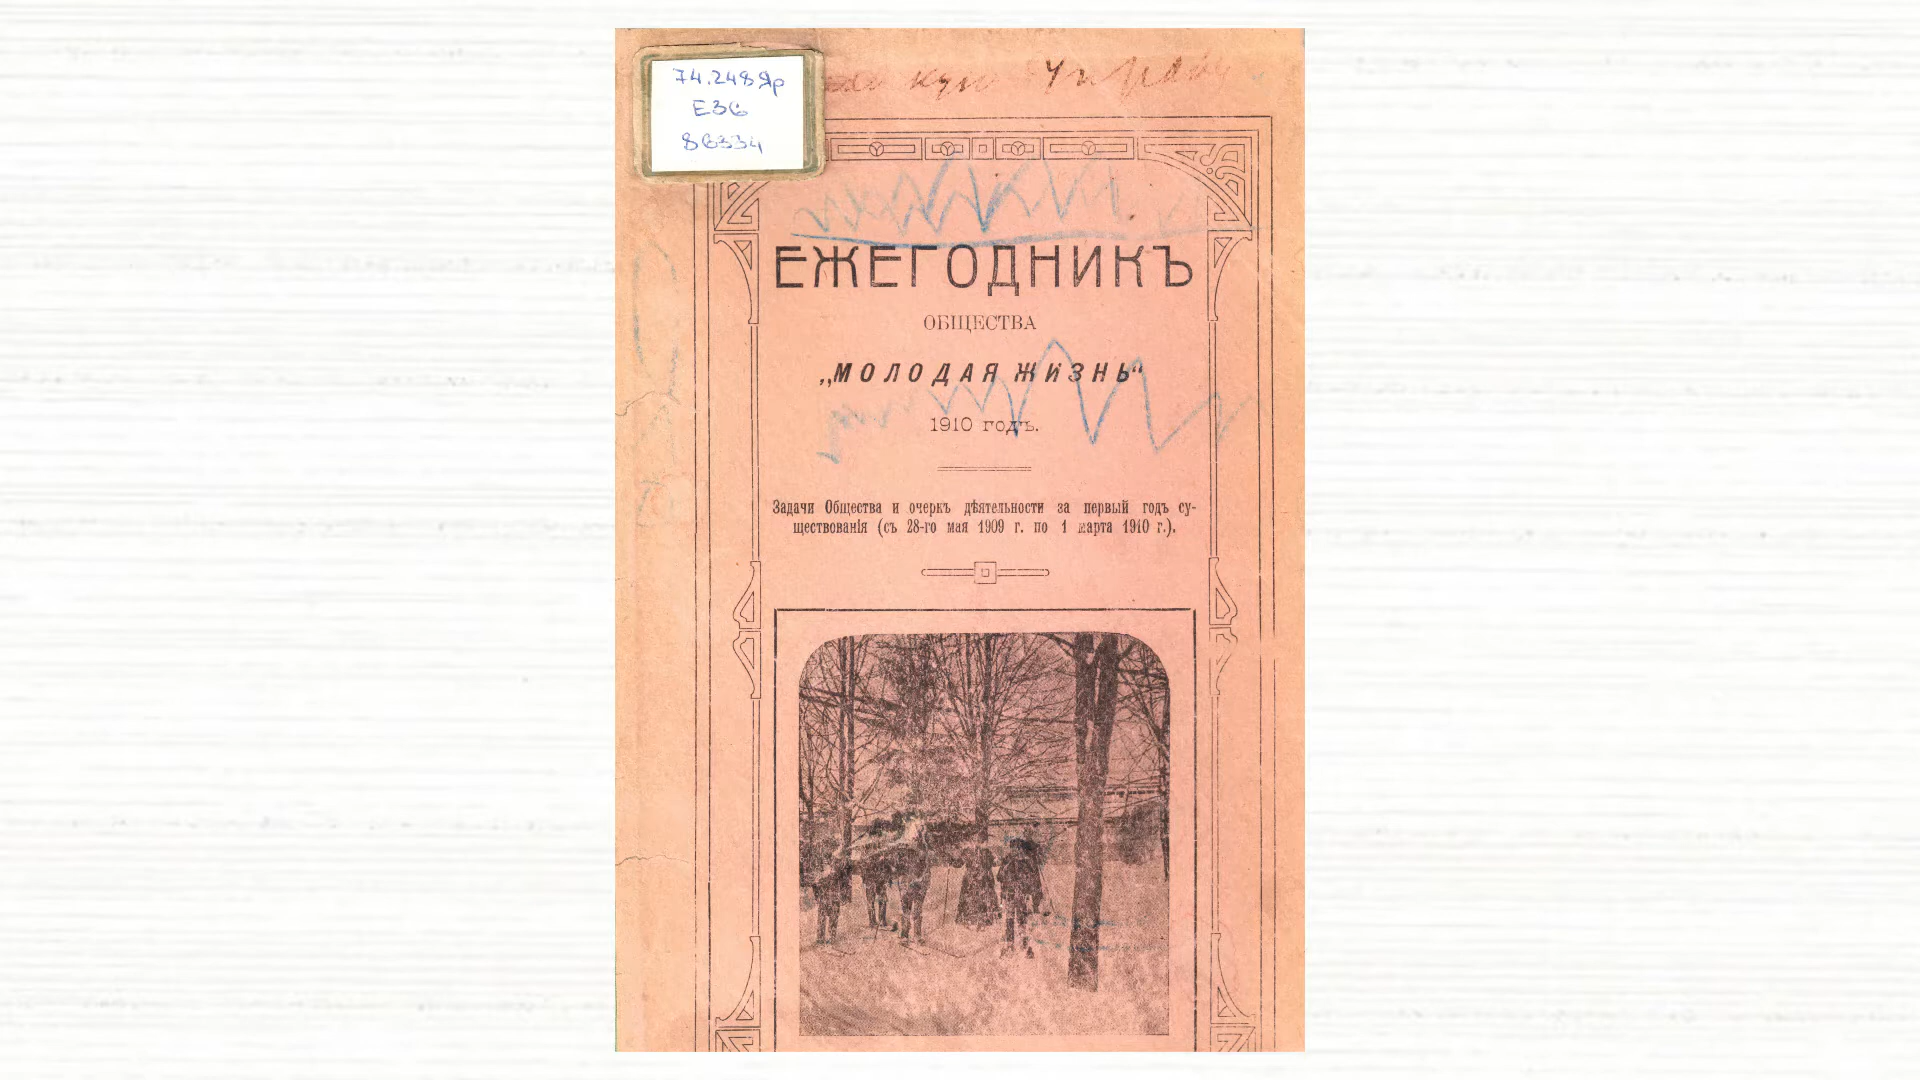 74.248Яр
Е36
86334
ЕЖЕГОДНИКЪ
ОБЩЕСТВА
„МОЛОДАЯ ЖИЗНЬ“
1910 годъ.
Задачи Общества и очеркъ дѣятельности за первый годъ су-
ществованія (съ 28-го мая 1909 г. по 1 марта 1910 г.).